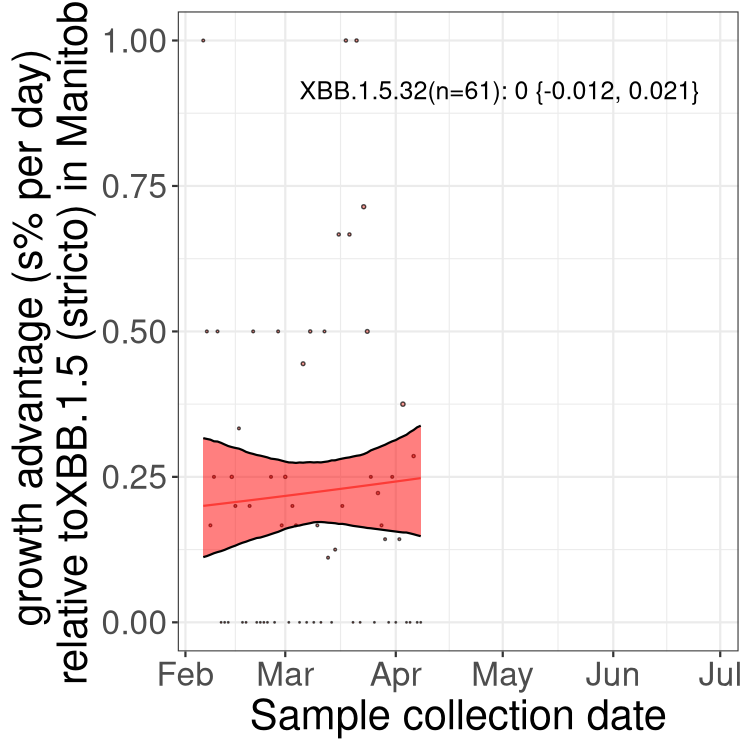 growth advantage (s% per day)
relative toXBB.1.5 (stricto) in Manitob
1.00
0.75
0.50
0.25
0.00
XBB.1.5.32(n=61): 0 {-0.012, 0.021}
Feb Mar Apr May Jun Jul
Sample collection date